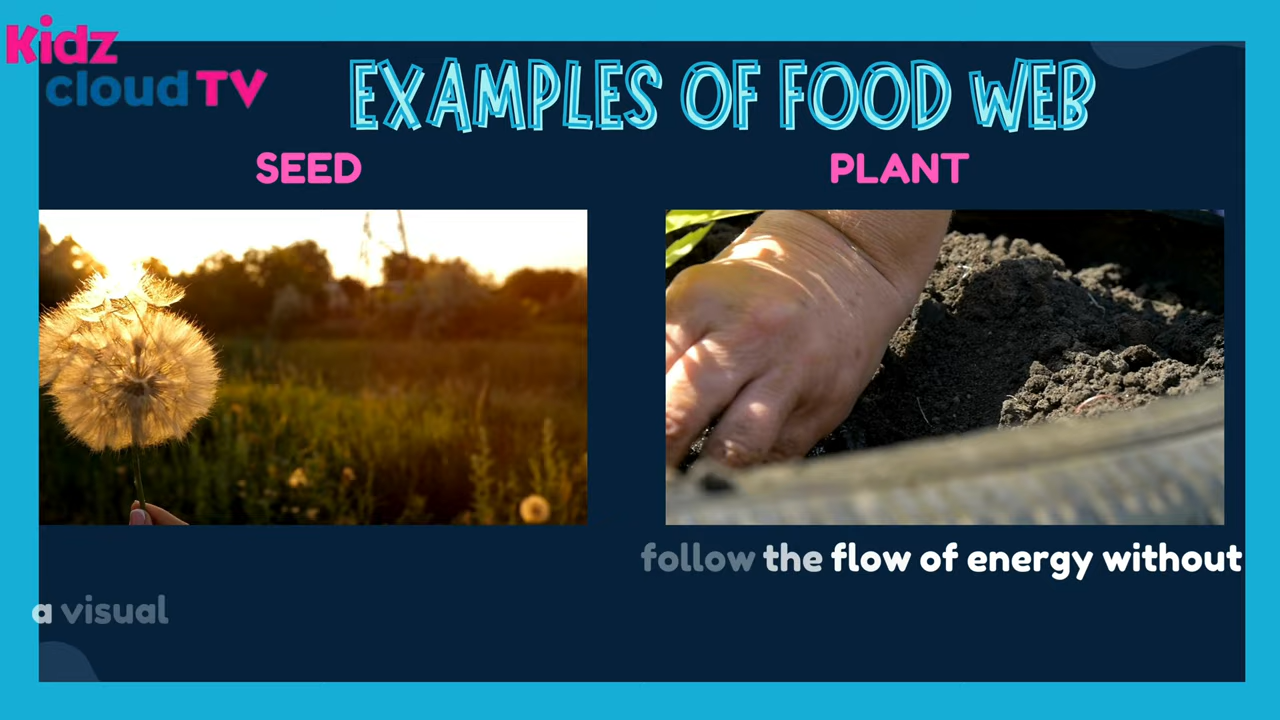 Kidz
cloud TV
EXAMPLES OF FOOD WEB
SEED
PLANT
follow the flow of energy without
a visual